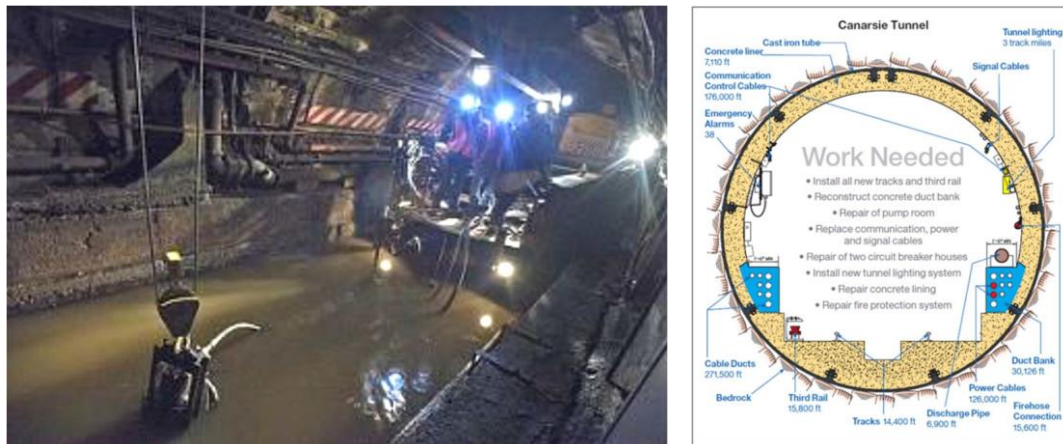 Canarsie Tunnel
Cast iron tube
Tunnel lighting
3 track miles
Concrete liner
7,110 ft
Signal Cables
Communication
Control Cables
176,000 ft
Emergency
Alarms
38
Work Needed
• Install all new tracks and third rail
• Reconstruct concrete duct bank
• Repair of pump room
• Replace communication, power
and signal cables
• Repair of two circuit breaker houses
• Install new tunnel lighting system
• Repair concrete lining
• Repair fire protection system
Cable Ducts
271,500 ft
Bedrock
Third Rail
15,800 ft
Tracks 14,400 ft
Discharge Pipe
6,900 ft
Power Cables
126,000 ft
Duct Bank
30,126 ft
Firehose
Connection
15,600 ft